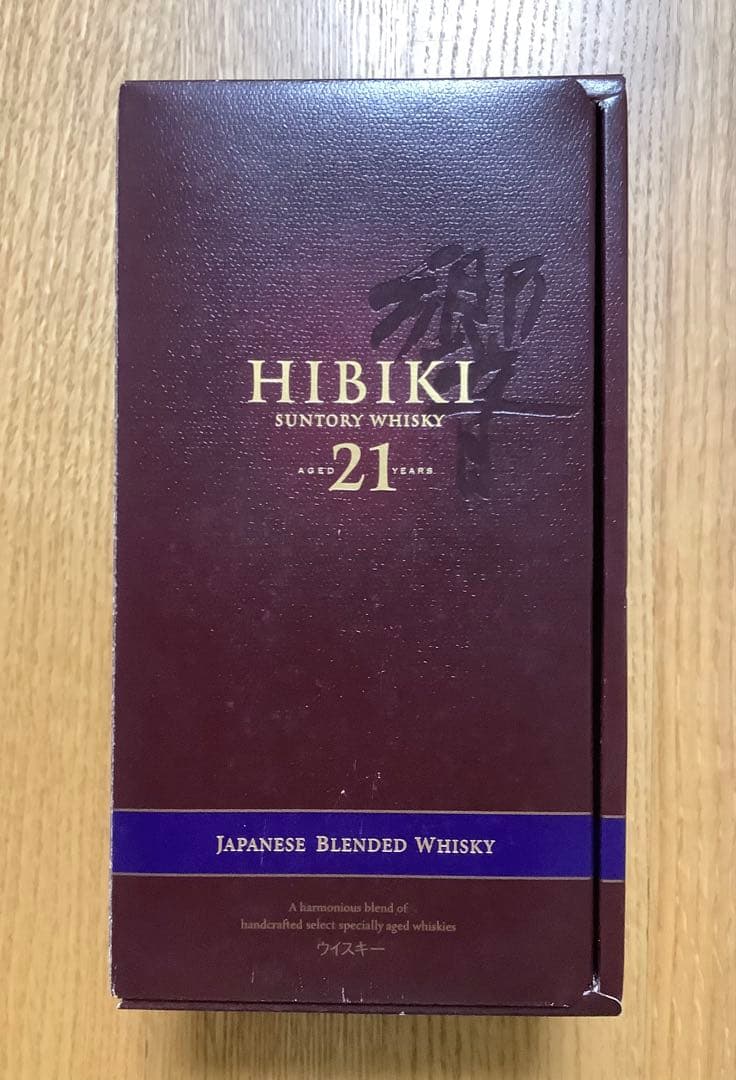 響
HIBIKI
SUNTORY WHISKY
AGED 21 YEARS
JAPANESE BLENDED WHISKY
A harmonious blend of
handcrafted select specially aged whiskies
ウイスキー